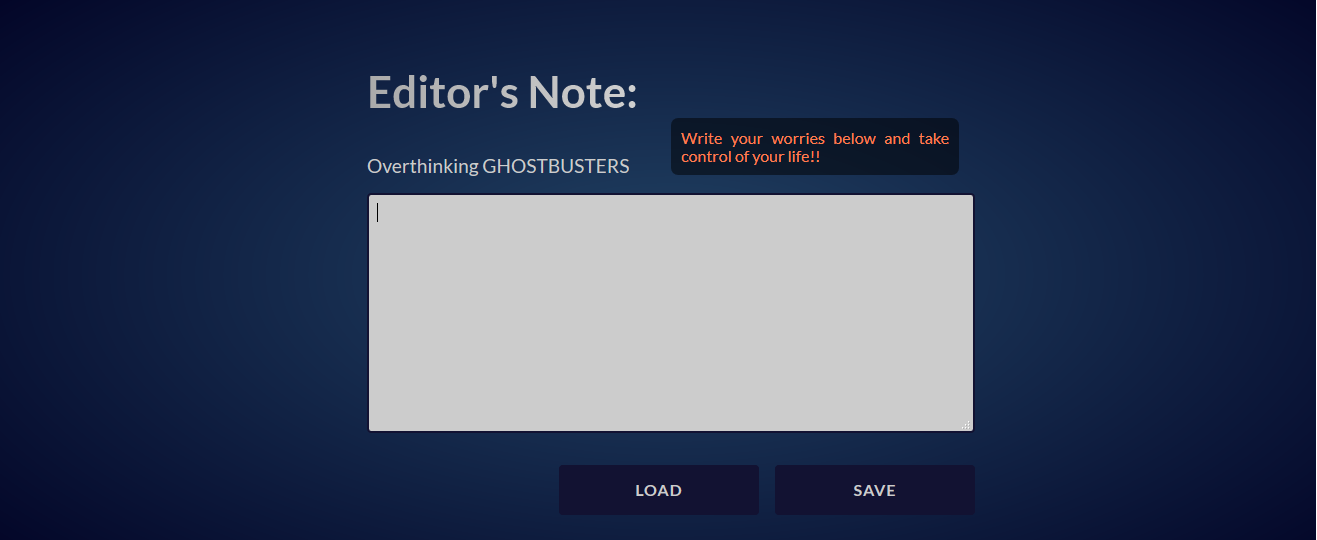 Editor's Note:
Write your worries below and take
control of your life!!
Overthinking GHOSTBUSTERS
LOAD
SAVE